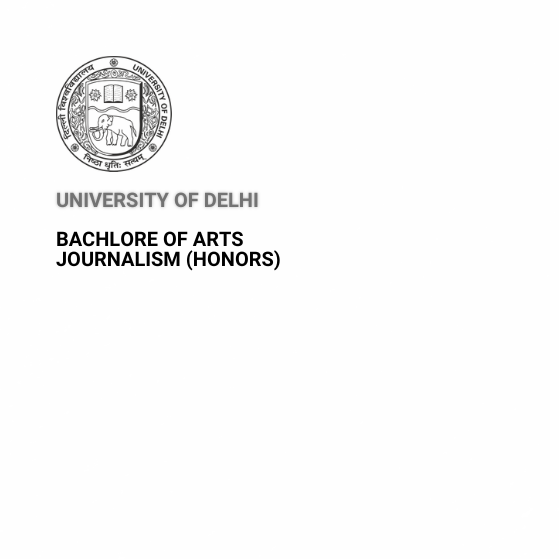 दिल्ली विश्वविद्यालय
UNIVERSITY OF DELHI
निष्ठा धृतिः सत्यम्
UNIVERSITY OF DELHI
BACHLORE OF ARTS
JOURNALISM (HONORS)